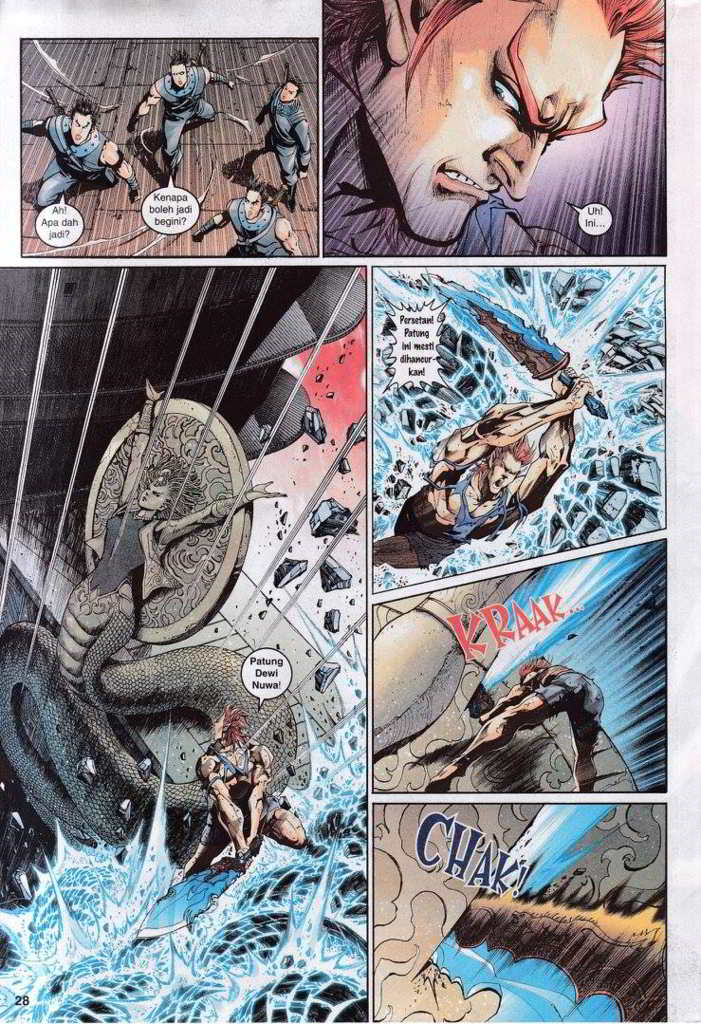 Ah!
Apa dah
jadi?
Kenapa
boleh jadi
begini?
Uh!
Ini...
Patung
Dewi
Nuwa!
Persetan!
Patung
ini mesti
dihancur-
kan!
KRAAK...
CHAK!
28